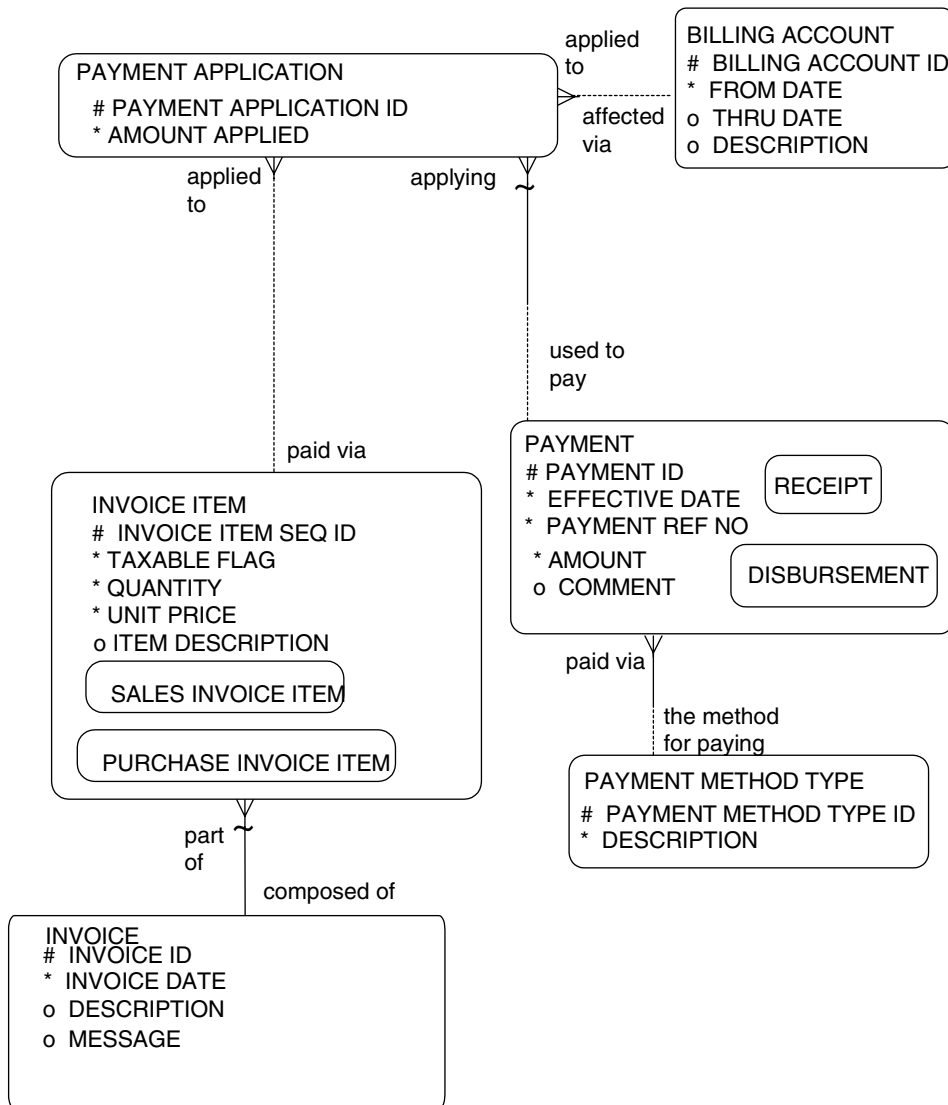 PAYMENT APPLICATION
# PAYMENT APPLICATION ID
* AMOUNT APPLIED
applied
to
affected
via
BILLING ACCOUNT
# BILLING ACCOUNT ID
* FROM DATE
o THRU DATE
o DESCRIPTION
applied
to
applying
~
used to
pay
paid via
INVOICE ITEM
# INVOICE ITEM SEQ ID
* TAXABLE FLAG
* QUANTITY
* UNIT PRICE
o ITEM DESCRIPTION
SALES INVOICE ITEM
PURCHASE INVOICE ITEM
PAYMENT
# PAYMENT ID
* EFFECTIVE DATE
* PAYMENT REF NO
* AMOUNT
o COMMENT
RECEIPT
DISBURSEMENT
paid via
the method
for paying
PAYMENT METHOD TYPE
# PAYMENT METHOD TYPE ID
* DESCRIPTION
~
part
of
composed of
INVOICE
# INVOICE ID
* INVOICE DATE
o DESCRIPTION
o MESSAGE